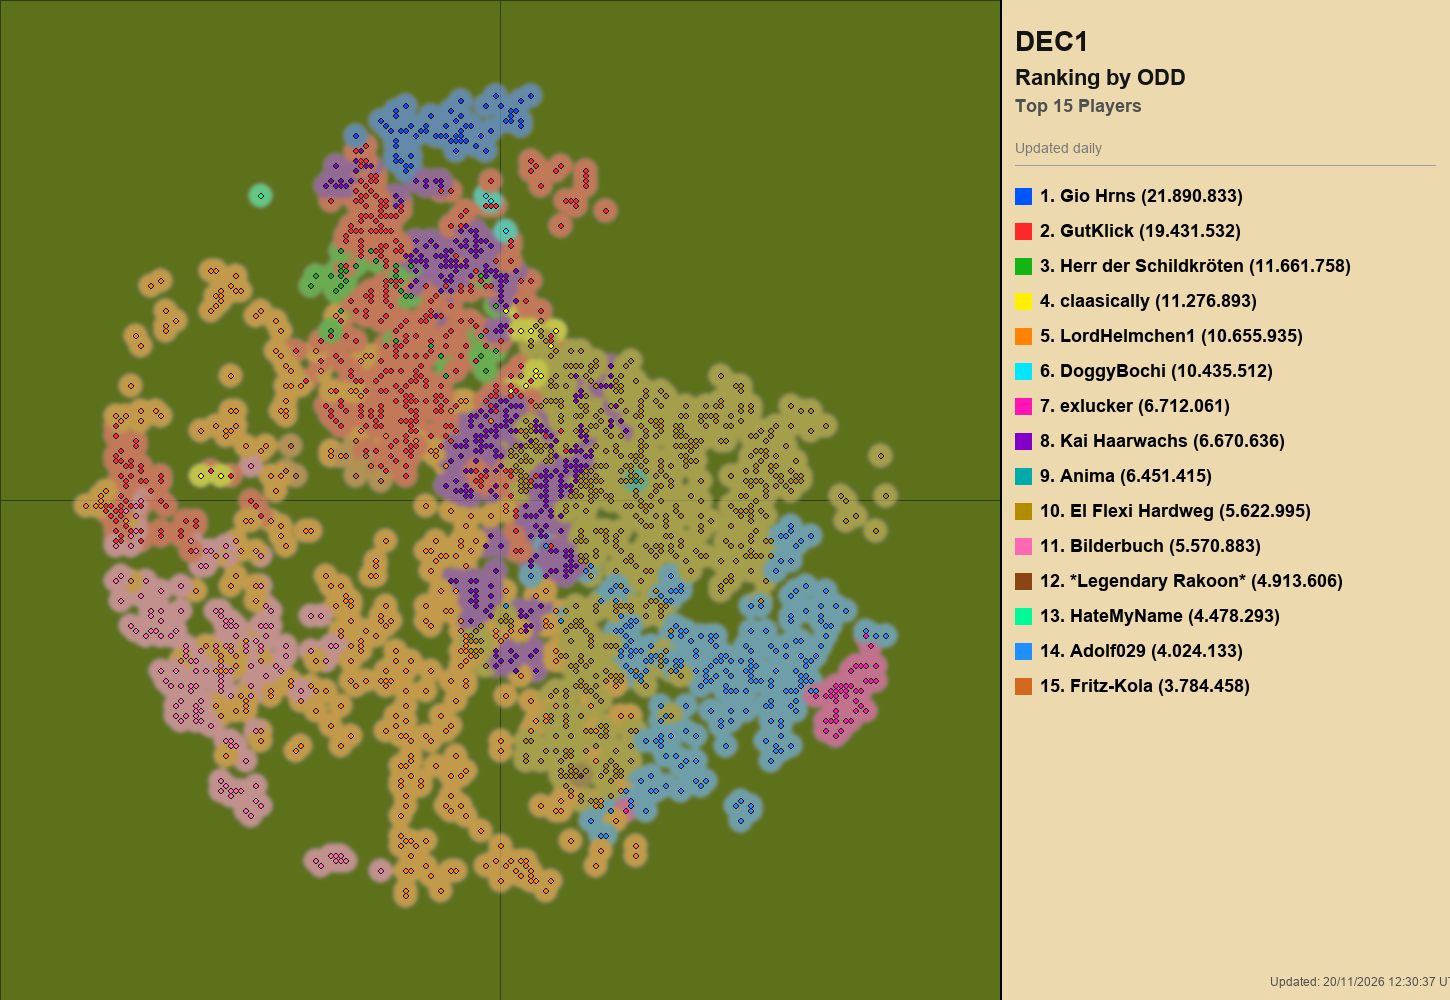 DEC1
Ranking by ODD
Top 15 Players
Updated daily
1. Gio Hrns (21.890.833)
2. GutKlick (19.431.532)
3. Herr der Schildkröten (11.661.758)
4. claasically (11.276.893)
5. LordHelmchen1 (10.655.935)
6. DoggyBochi (10.435.512)
7. exlucker (6.712.061)
8. Kai Haarwachs (6.670.636)
9. Anima (6.451.415)
10. El Flexi Hardweg (5.622.995)
11. Bilderbuch (5.570.883)
12. *Legendary Rakoon* (4.913.606)
13. HateMyName (4.478.293)
14. Adolf029 (4.024.133)
15. Fritz-Kola (3.784.458)
Updated: 20/11/2026 12:30:37